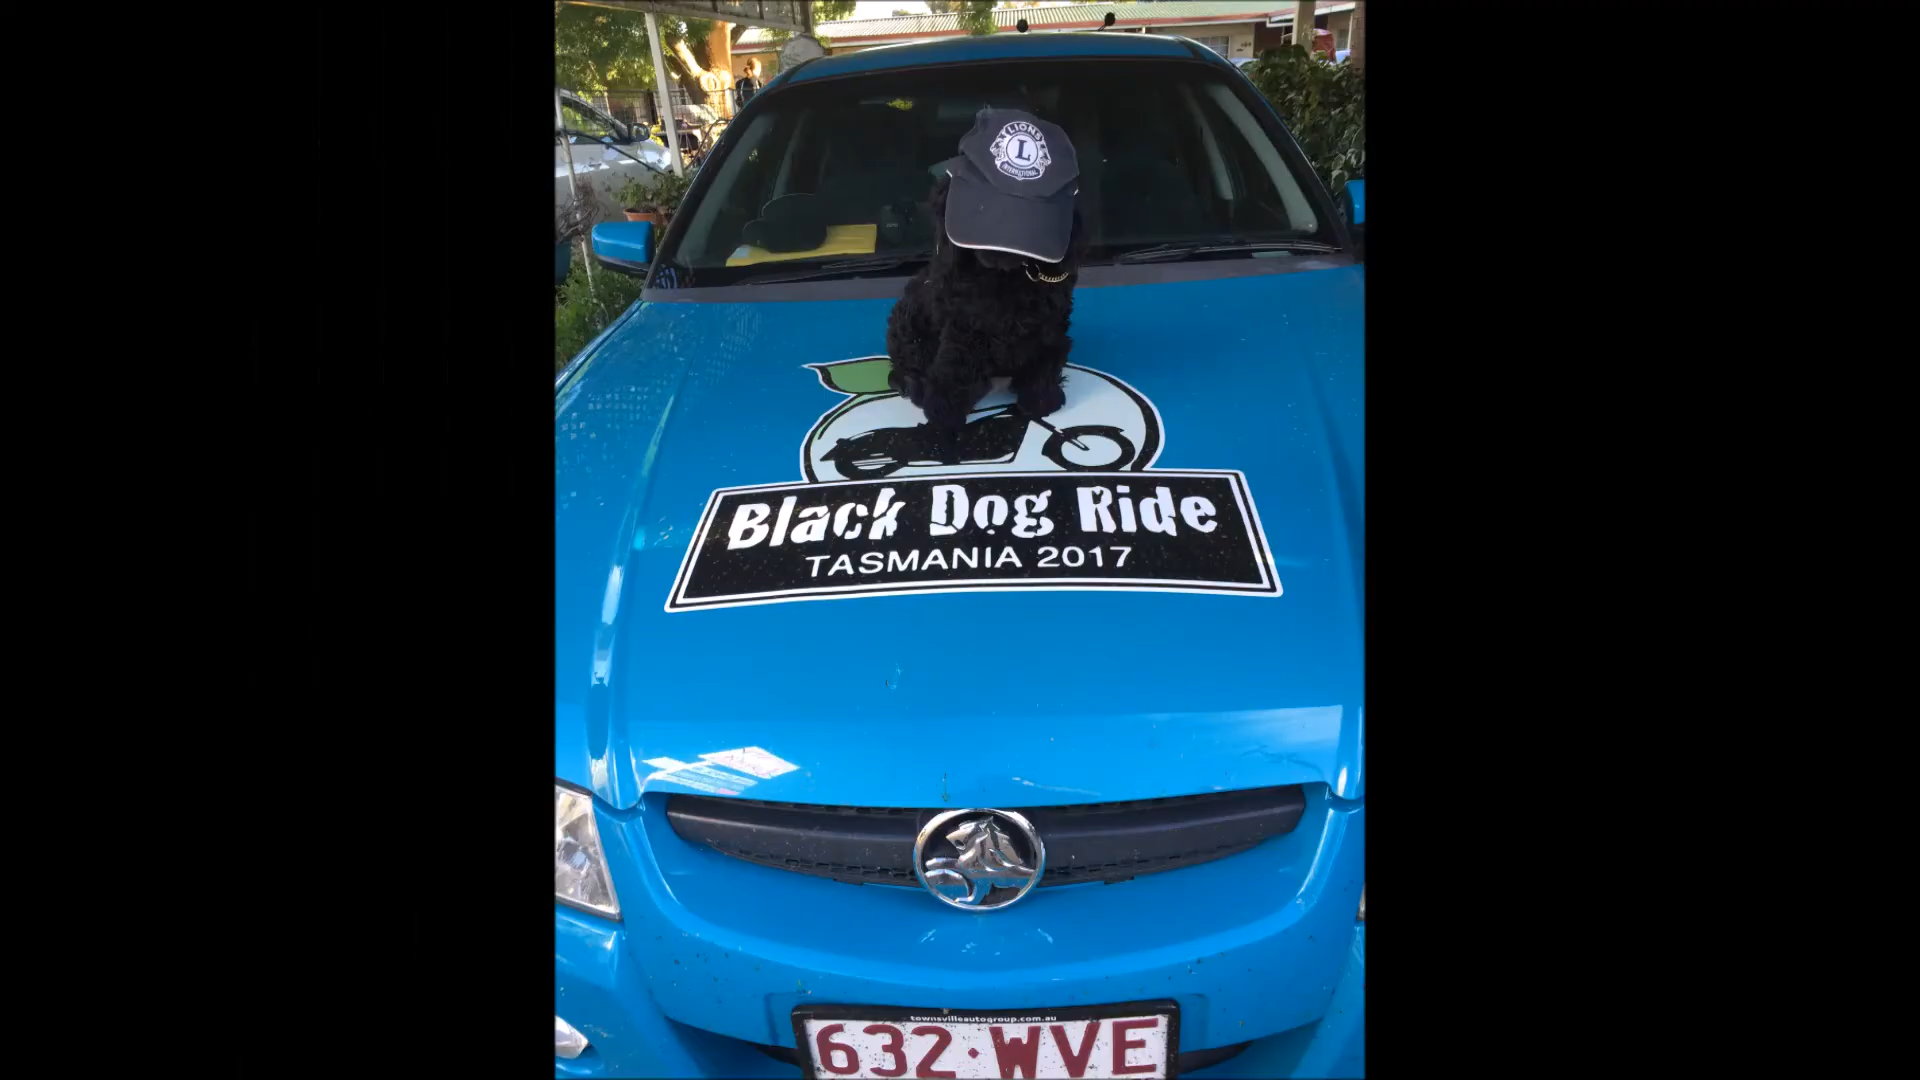 LIONS
L
INTERNATIONAL
Black Dog Ride
TASMANIA 2017
townsvilleautogroup.com.au
632·WVE